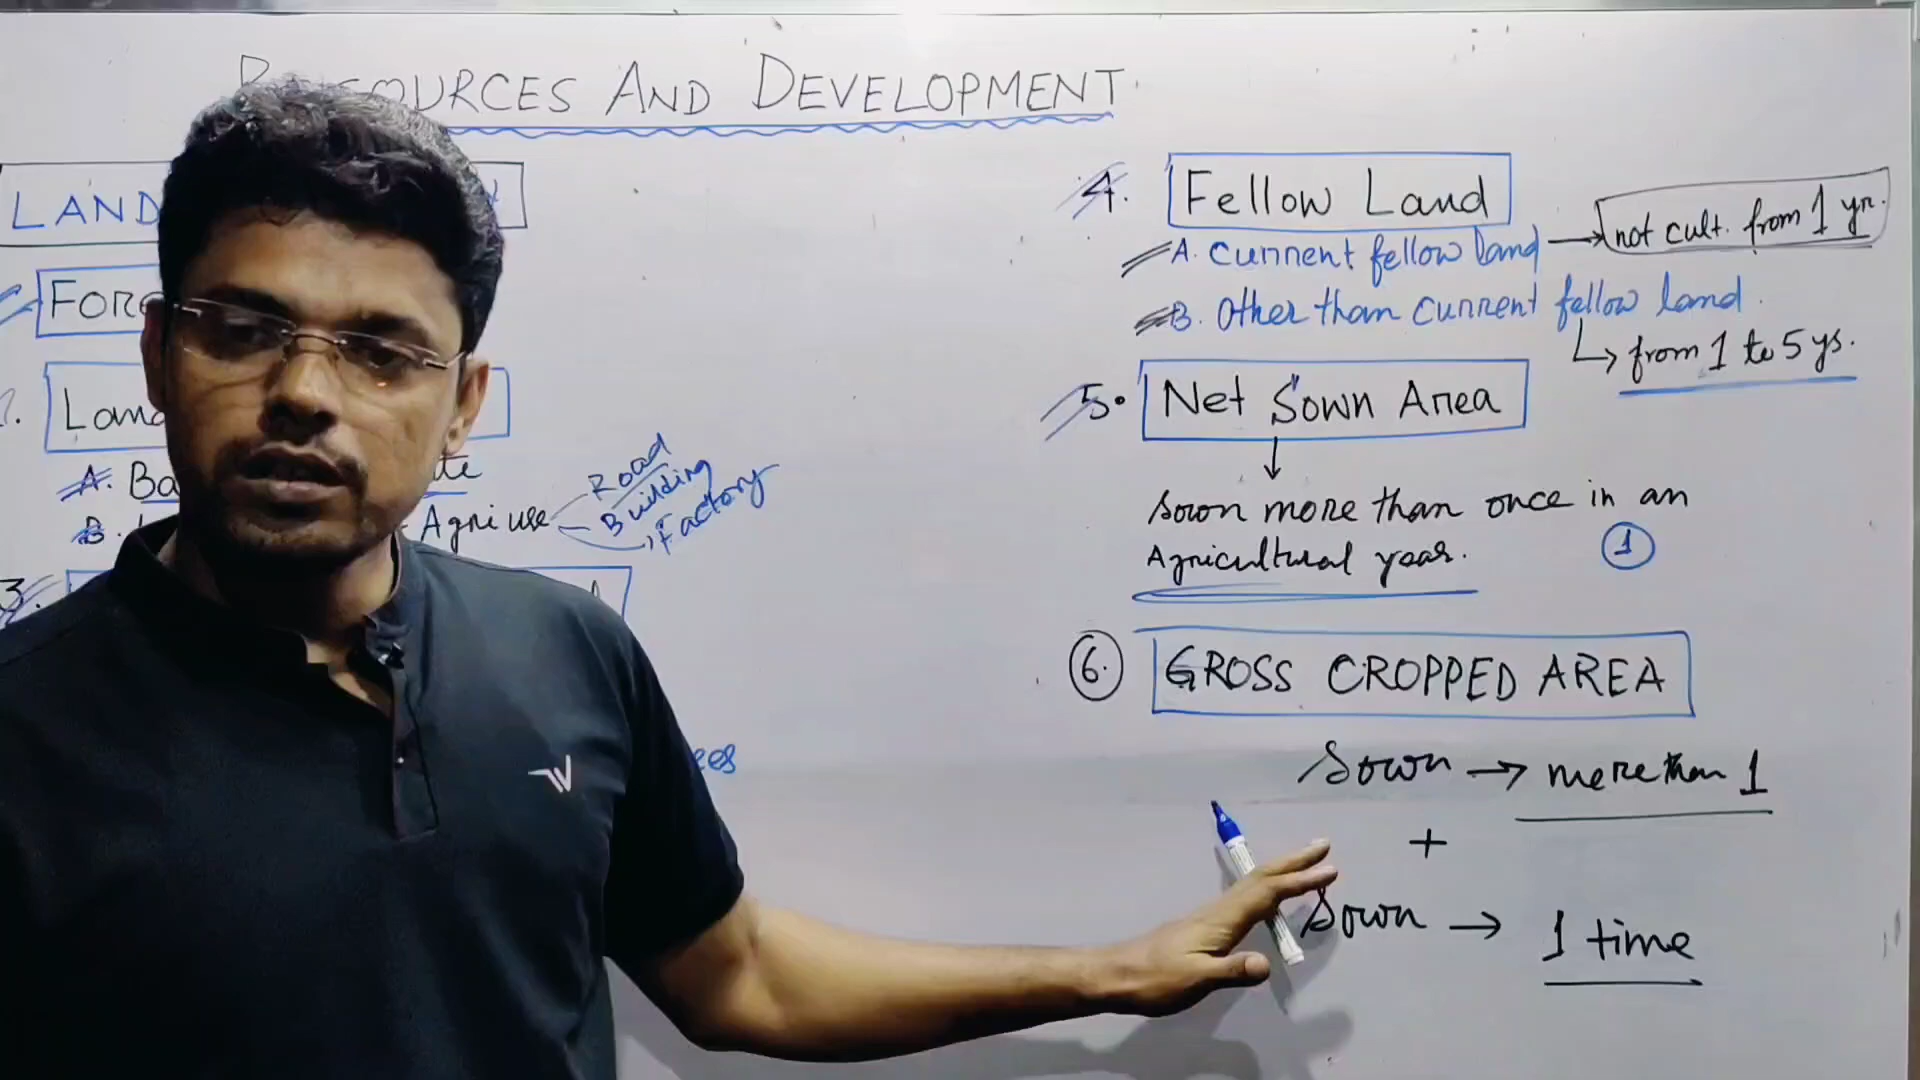 RESOURCES AND DEVELOPMENT
LAND
Fore
Land
A. Ba
B.
Agri use
Road
Building
Factory
3.
4. Fellow Land
A. current fellow land → not cult. from 1 yr.
B. Other than current fellow land.
↳ from 1 to 5 ys.
5. Net Sown Area
↓
Sown more than once in an
Agricultural year. 1
6. GROSS CROPPED AREA
Sown → more than 1
+
Sown → 1 time